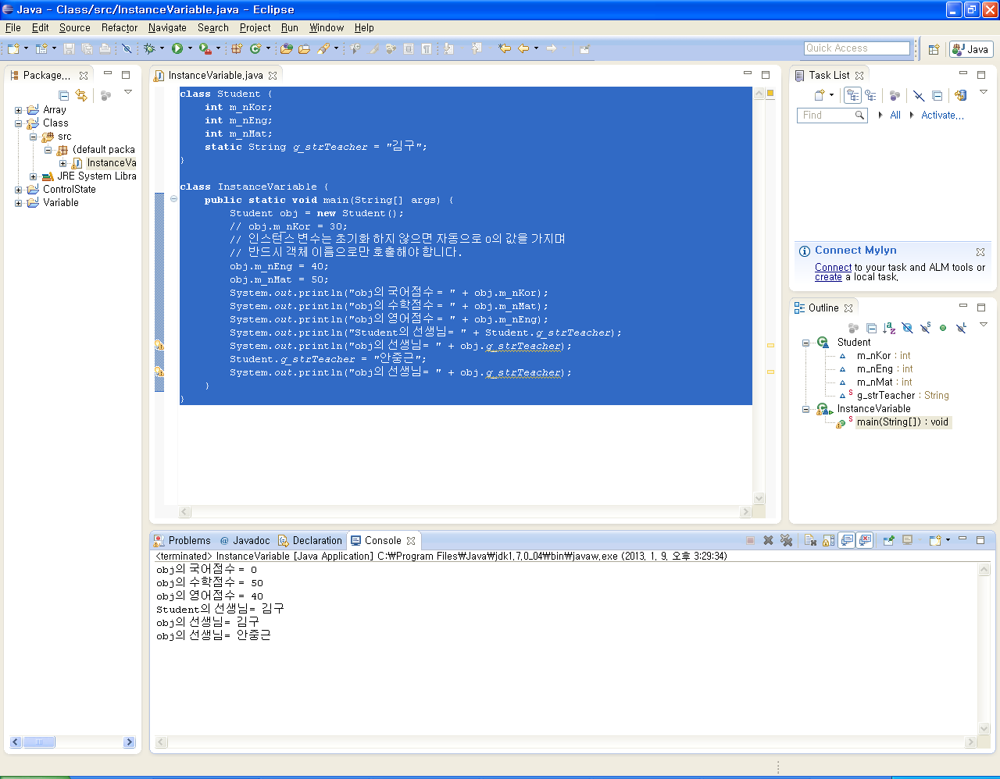 Java - Class/src/InstanceVariable.java - Eclipse
File Edit Source Refactor Navigate Search Project Run Window Help
Quick Access
Java
Package...
Array
Class
src
(default packa
InstanceVa
JRE System Libra
ControlState
Variable
InstanceVariable.java
class Student {
int m_nKor;
int m_nEng;
int m_nMat;
static String g_strTeacher = "김구";
}
class InstanceVariable {
public static void main(String[] args) {
Student obj = new Student();
// obj.m_nKor = 30;
// 인스턴스 변수는 초기화 하지 않으면 자동으로 0의 값을 가지며
// 반드시 객체 이름으로만 호출해야 합니다.
obj.m_nEng = 40;
obj.m_nMat = 50;
System.out.println("obj의 국어점수 = " + obj.m_nKor);
System.out.println("obj의 수학점수 = " + obj.m_nMat);
System.out.println("obj의 영어점수 = " + obj.m_nEng);
System.out.println("Student의 선생님= " + Student.g_strTeacher);
System.out.println("obj의 선생님= " + obj.g_strTeacher);
Student.g_strTeacher = "안중근";
System.out.println("obj의 선생님= " + obj.g_strTeacher);
}
}
Task List
Find
All
Activate...
Connect Mylyn
Connect to your task and ALM tools or
create a local task.
Outline
Student
m_nKor : int
m_nEng : int
m_nMat : int
g_strTeacher : String
InstanceVariable
main(String[]) : void
Problems @ Javadoc Declaration Console
<terminated> InstanceVariable [Java Application] C:₩Program Files₩Java₩jdk1.7.0_04₩bin₩javaw.exe (2013. 1. 9. 오후 3:29:34)
obj의 국어점수 = 0
obj의 수학점수 = 50
obj의 영어점수 = 40
Student의 선생님= 김구
obj의 선생님= 김구
obj의 선생님= 안중근